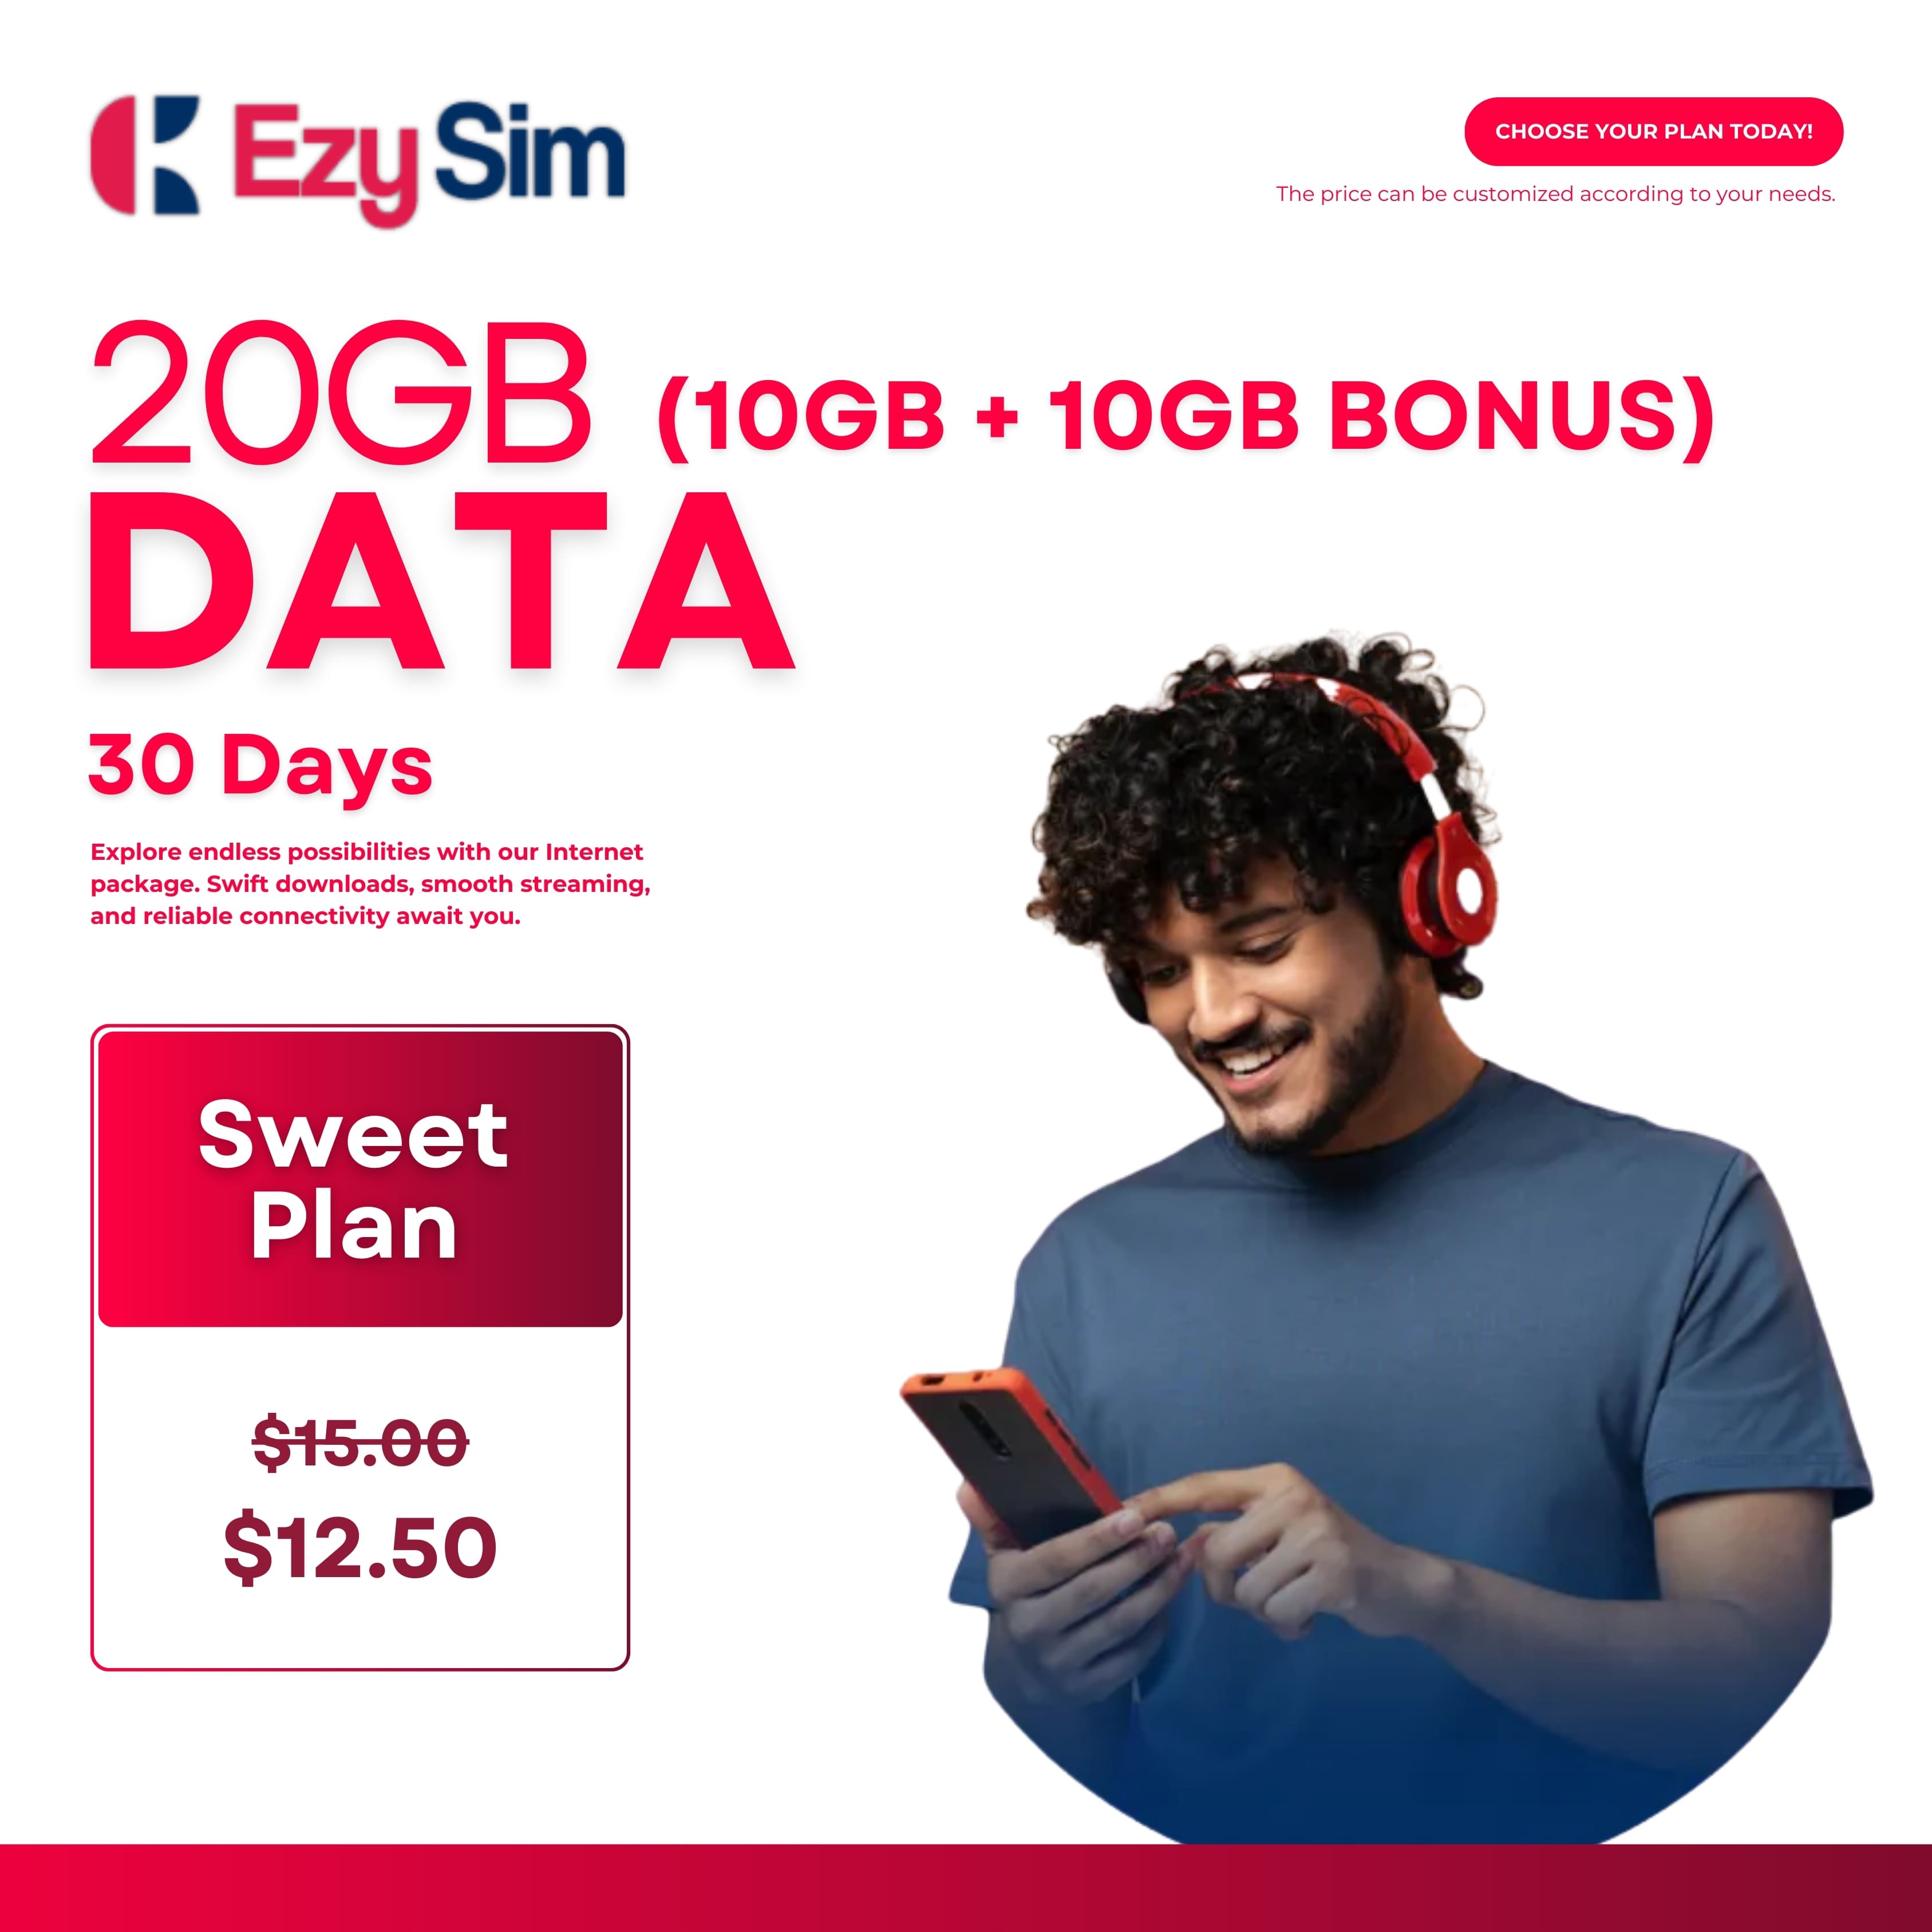 Ezy Sim
CHOOSE YOUR PLAN TODAY!
The price can be customized according to your needs.
20GB (10GB + 10GB BONUS)
DATA
30 Days
Explore endless possibilities with our Internet
package. Swift downloads, smooth streaming,
and reliable connectivity await you.
Sweet
Plan
$15.00
$12.50